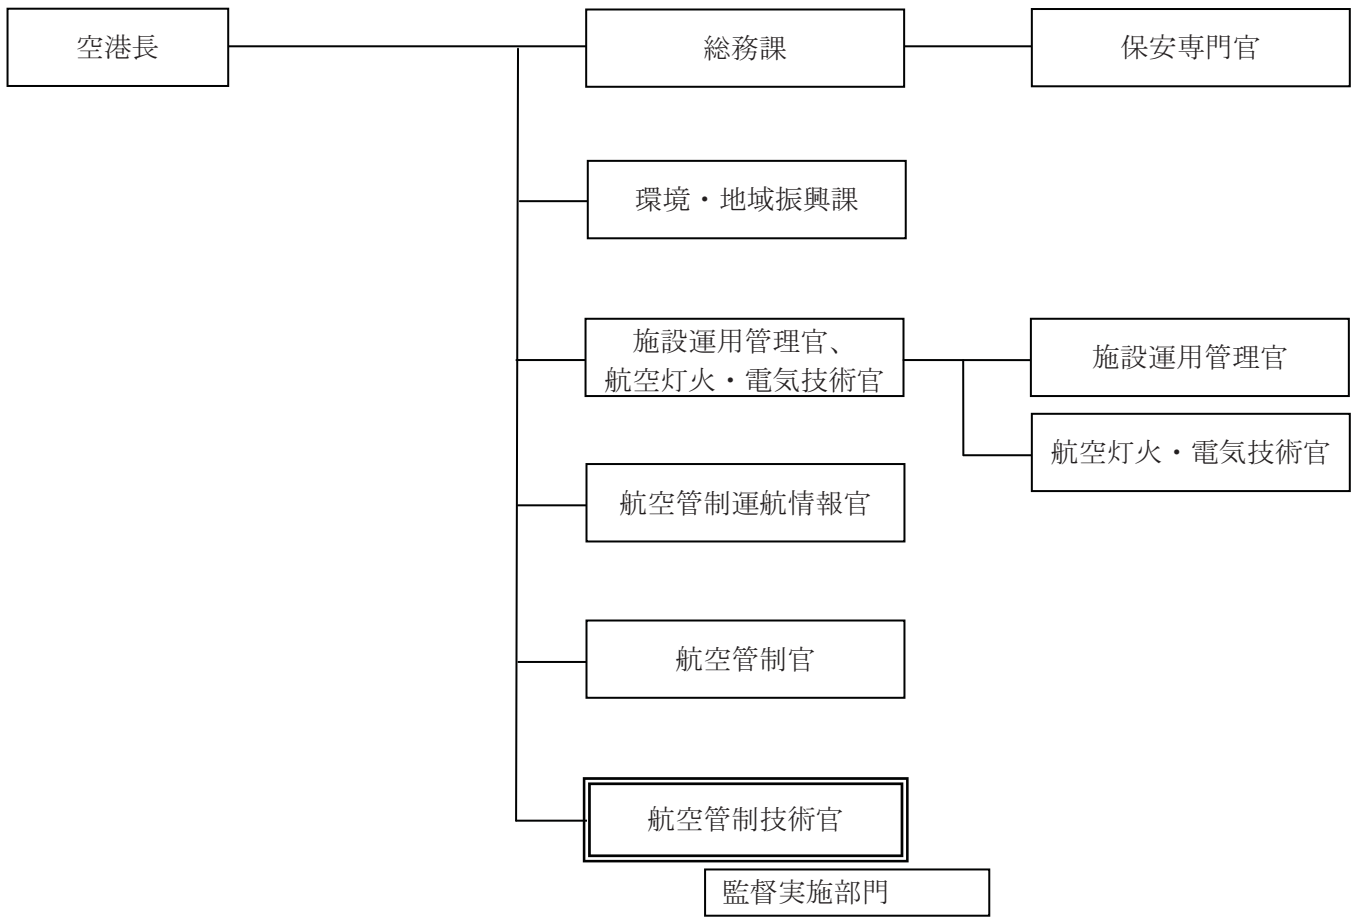 空港長
総務課
保安専門官
環境・地域振興課
施設運用管理官、
航空灯火・電気技術官
施設運用管理官
航空灯火・電気技術官
航空管制運航情報官
航空管制官
航空管制技術官
監督実施部門